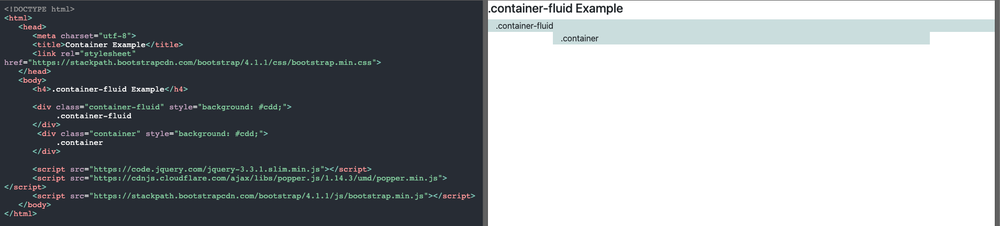 <!DOCTYPE html>
<html>
<head>
<meta charset="utf-8">
<title>Container Example</title>
<link rel="stylesheet"
href="https://stackpath.bootstrapcdn.com/bootstrap/4.1.1/css/bootstrap.min.css">
</head>
<body>
<h4>.container-fluid Example</h4>
<div class="container-fluid" style="background: #cdd;">
.container-fluid
</div>
<div class="container" style="background: #cdd;">
.container
</div>
<script src="https://code.jquery.com/jquery-3.3.1.slim.min.js"></script>
<script src="https://cdnjs.cloudflare.com/ajax/libs/popper.js/1.14.3/umd/popper.min.js">
</script>
<script src="https://stackpath.bootstrapcdn.com/bootstrap/4.1.1/js/bootstrap.min.js"></script>
</body>
</html>
.container-fluid Example
.container-fluid
.container